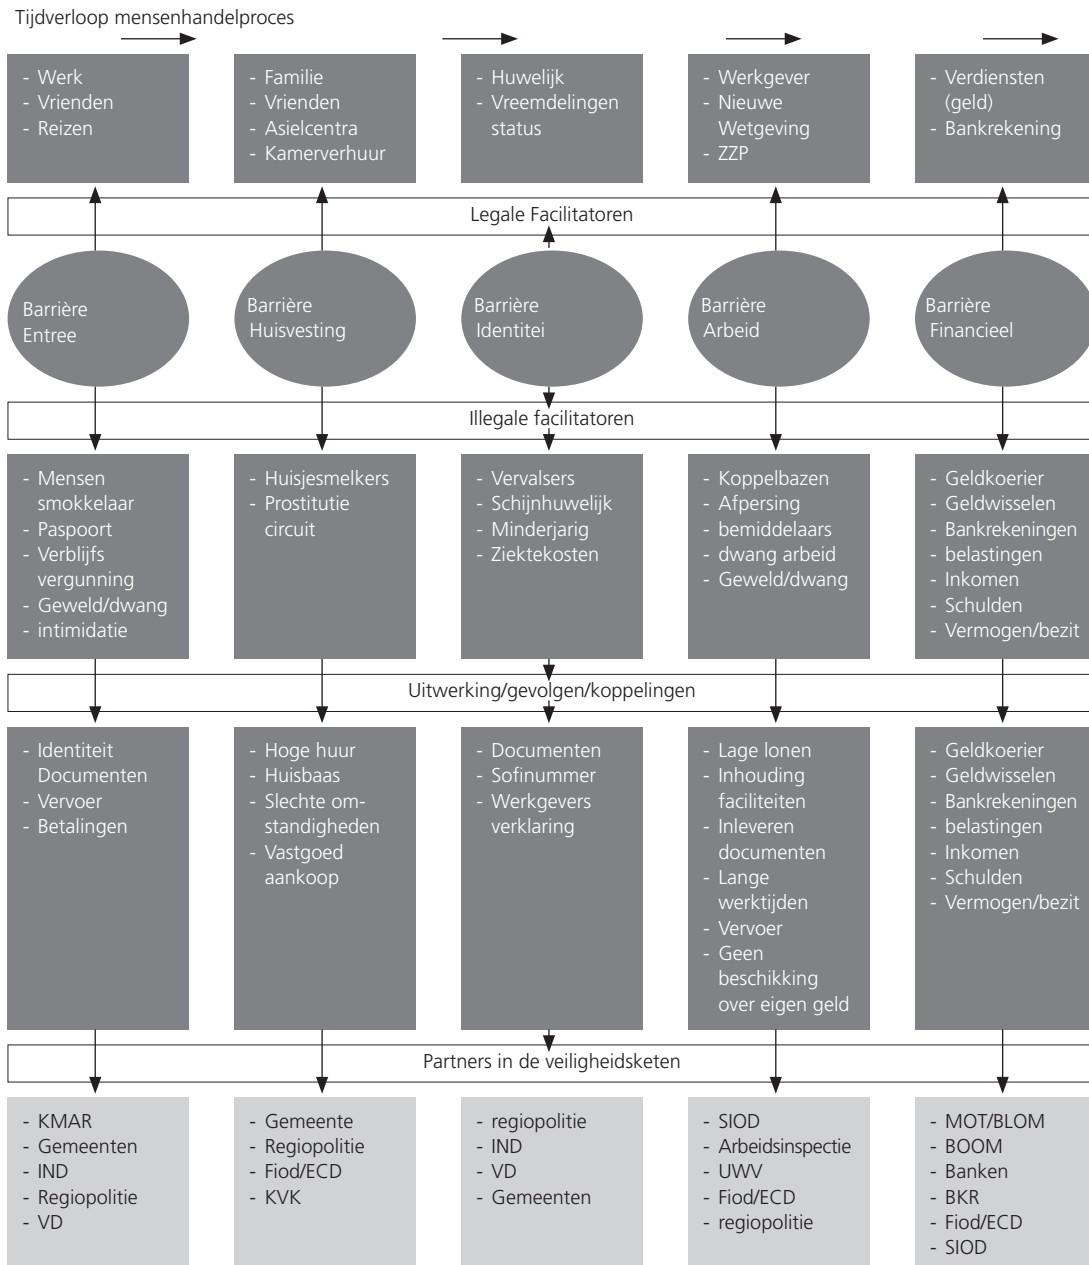 Tijdverloop mensenhandelproces
- Werk
- Vrienden
- Reizen
- Familie
- Vrienden
- Asielcentra
- Kamerverhuur
- Huwelijk
- Vreemdelingen
status
- Werkgever
- Nieuwe
Wetgeving
- ZZP
- Verdiensten
(geld)
- Bankrekening
Legale Facilitatoren
Barrière
Entree
Barrière
Huisvesting
Barrière
Identitei
Barrière
Arbeid
Barrière
Financieel
Illegale facilitatoren
- Mensen
smokkelaar
- Paspoort
- Verblijfs
vergunning
- Geweld/dwang
- intimidatie
- Huisjesmelkers
- Prostitutie
circuit
- Vervalsers
- Schijnhuwelijk
- Minderjarig
- Ziektekosten
- Koppelbazen
- Afpersing
- bemiddelaars
- dwang arbeid
- Geweld/dwang
- Geldkoerier
- Geldwisselen
- Bankrekeningen
- belastingen
- Inkomen
- Schulden
- Vermogen/bezit
Uitwerking/gevolgen/koppelingen
- Identiteit
Documenten
- Vervoer
- Betalingen
- Hoge huur
- Huisbaas
- Slechte om-
standigheden
- Vastgoed
aankoop
- Documenten
- Sofinummer
- Werkgevers
verklaring
- Lage lonen
- Inhouding
faciliteiten
- Inleveren
documenten
- Lange
werktijden
- Vervoer
- Geen
beschikking
over eigen geld
- Geldkoerier
- Geldwisselen
- Bankrekeningen
- belastingen
- Inkomen
- Schulden
- Vermogen/bezit
Partners in de veiligheidsketen
- KMAR
- Gemeenten
- IND
- Regiopolitie
- VD
- Gemeente
- Regiopolitie
- Fiod/ECD
- KVK
- regiopolitie
- IND
- VD
- Gemeenten
- SIOD
- Arbeidsinspectie
- UWV
- Fiod/ECD
- regiopolitie
- MOT/BLOM
- BOOM
- Banken
- BKR
- Fiod/ECD
- SIOD